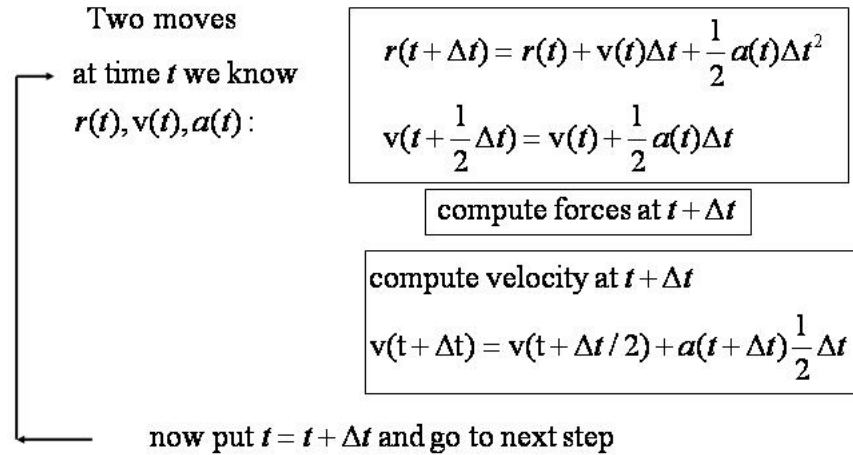 Two moves
at time t we know
r(t), v(t), a(t) :
r(t + Δt) = r(t) + v(t)Δt + 1/2 a(t)Δt²
v(t + 1/2 Δt) = v(t) + 1/2 a(t)Δt
compute forces at t + Δt
compute velocity at t + Δt
v(t + Δt) = v(t + Δt / 2) + a(t + Δt) 1/2 Δt
now put t = t + Δt and go to next step